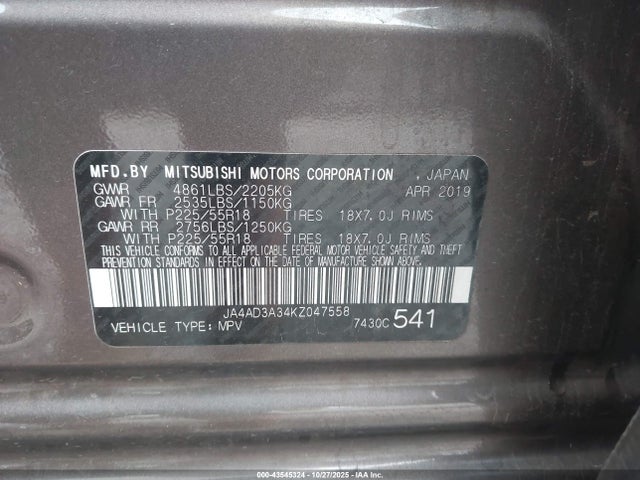 MFD.BY MITSUBISHI MOTORS CORPORATION . JAPAN
GVWR 4861LBS/2205KG APR 2019
GAWR FR 2535LBS/1150KG
WITH P225/55R18 TIRES 18X7.0J RIMS
GAWR RR 2756LBS/1250KG
WITH P225/55R18 TIRES 18X7.0J RIMS
THIS VEHICLE CONFORMS TO ALL APPLICABLE FEDERAL MOTOR VEHICLE SAFETY AND
THEFT PREVENTION STANDARDS IN EFFECT ON THE DATE OF MANUFACTURE SHOWN ABOVE.
JA4AD3A34KZ047558
VEHICLE TYPE: MPV 7430C 541
000-43545324 | 10/27/2025 - IAA Inc.